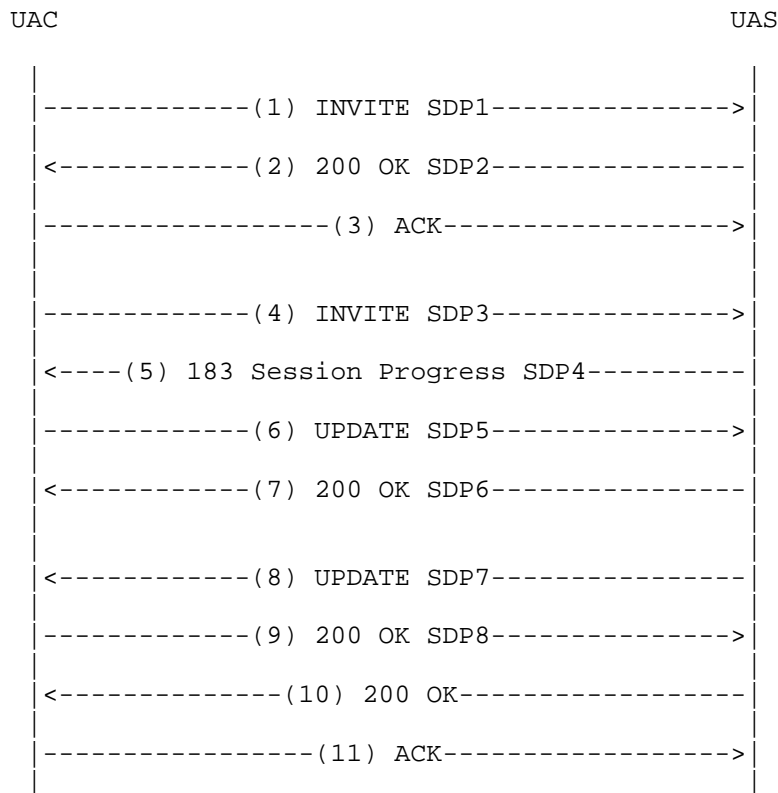 UAC UAS
(1) INVITE SDP1
(2) 200 OK SDP2
(3) ACK
(4) INVITE SDP3
(5) 183 Session Progress SDP4
(6) UPDATE SDP5
(7) 200 OK SDP6
(8) UPDATE SDP7
(9) 200 OK SDP8
(10) 200 OK
(11) ACK